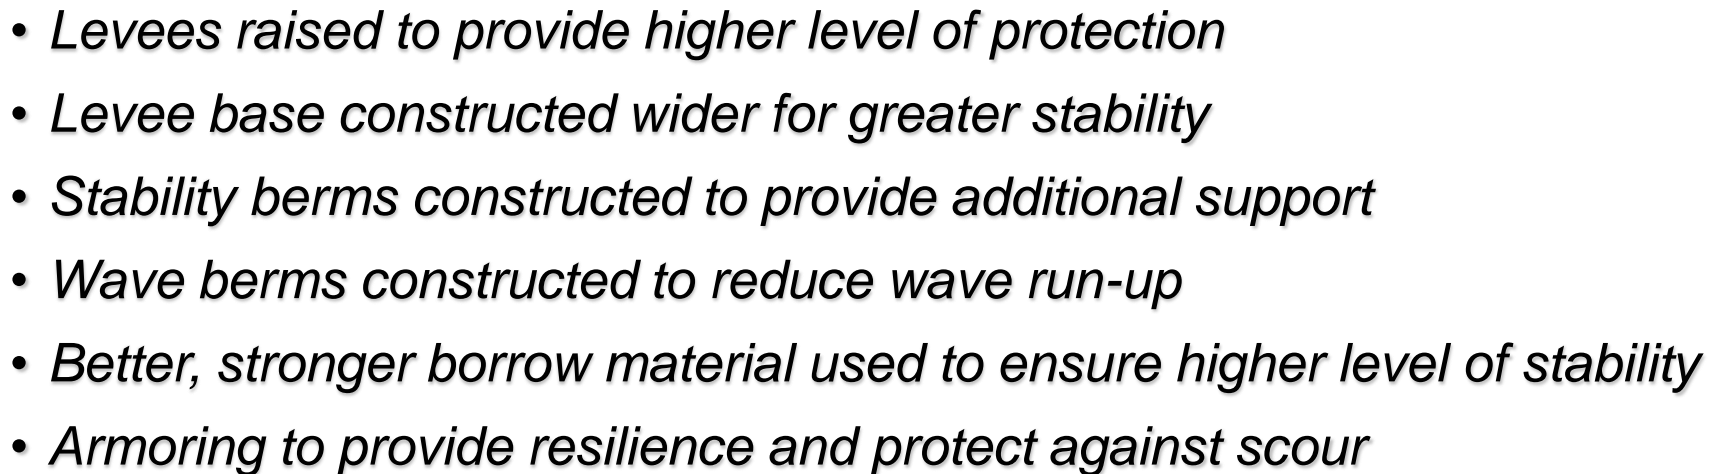 • Levees raised to provide higher level of protection
• Levee base constructed wider for greater stability
• Stability berms constructed to provide additional support
• Wave berms constructed to reduce wave run-up
• Better, stronger borrow material used to ensure higher level of stability
• Armoring to provide resilience and protect against scour